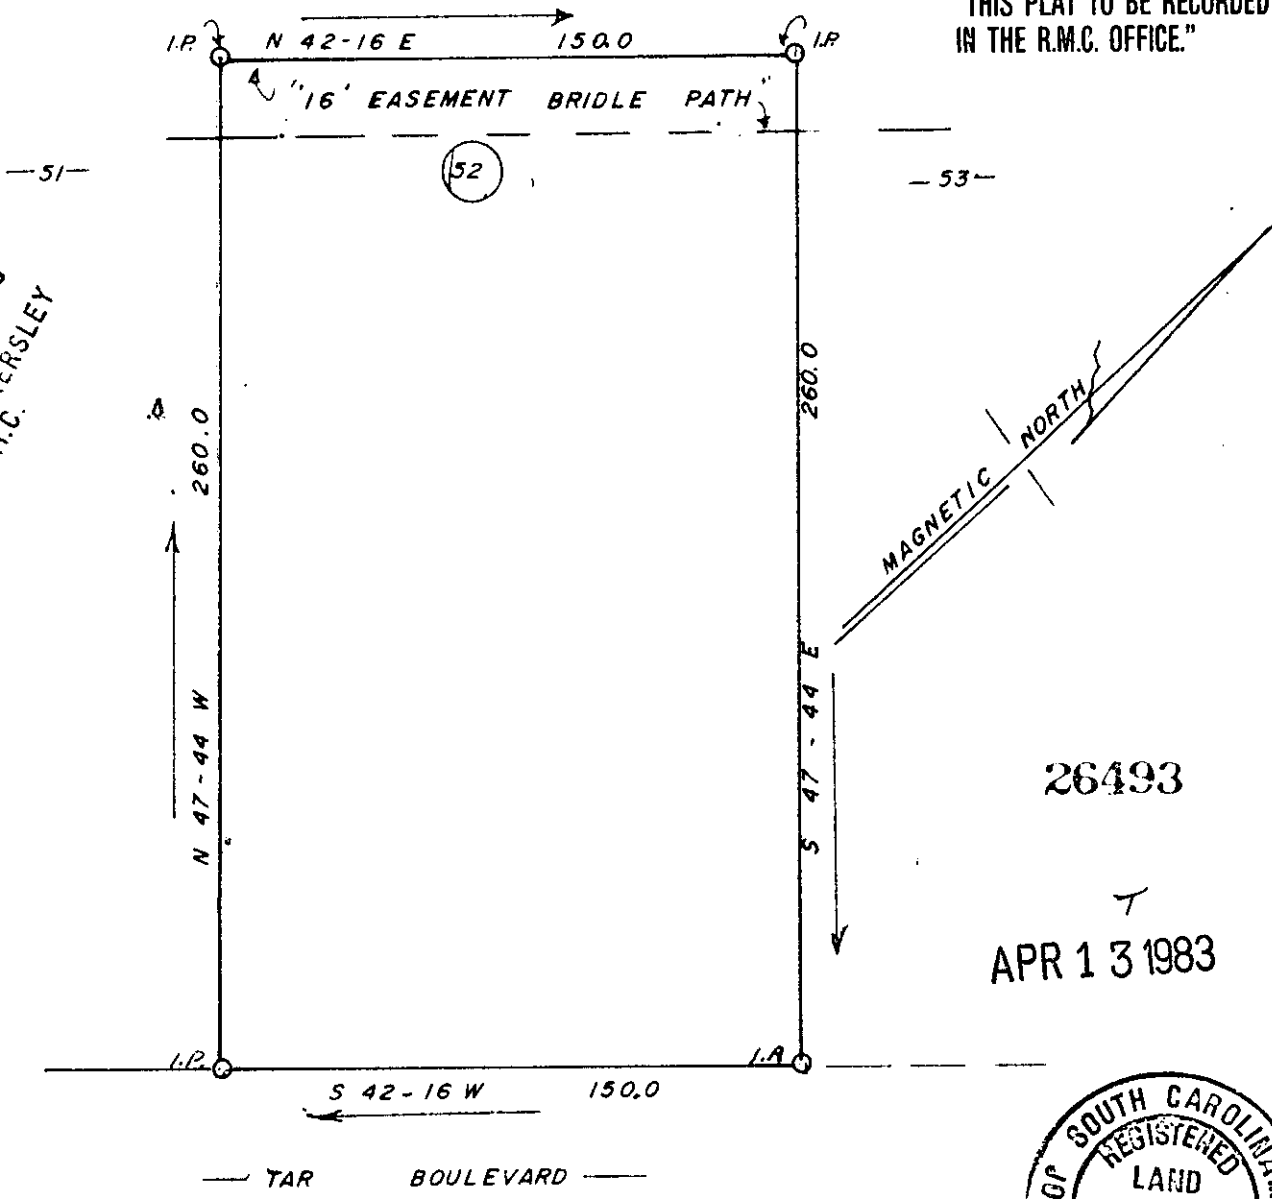 THIS PLAT TO BE RECORDED
IN THE R.M.C. OFFICE."
I.P. N 42-16 E 150.0 I.P.
"16' EASEMENT BRIDLE PATH"
—51—
52
—53—
ERSLEY
260.0
260.0
MAGNETIC NORTH
N 47-44 W
S 47-44 E
26493
APR 13 1983
I.P.
S 42-16 W 150.0
— TAR BOULEVARD —
OF SOUTH CAROLINA
REGISTERED
LAND